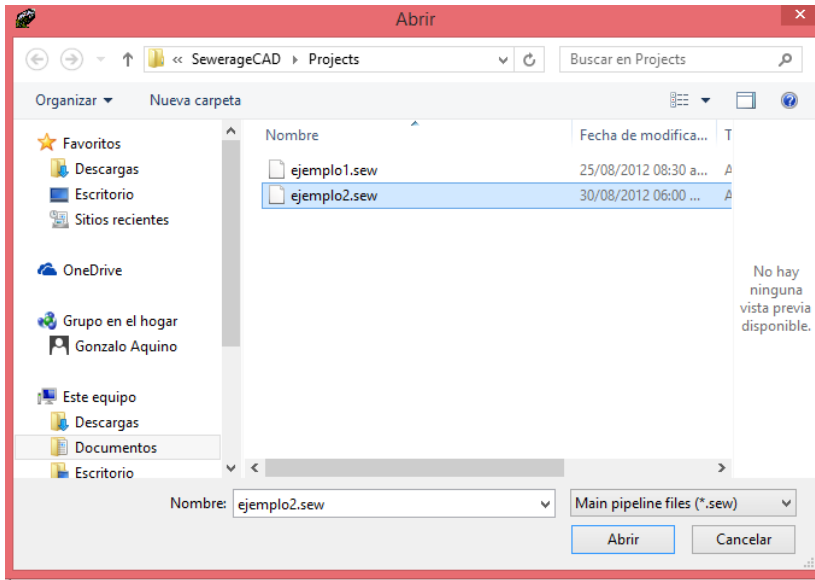 Abrir
« SewerageCAD Projects
Buscar en Projects
Organizar Nueva carpeta
Favoritos
Descargas
Escritorio
Sitios recientes
OneDrive
Grupo en el hogar
Gonzalo Aquino
Este equipo
Descargas
Documentos
Escritorio
Nombre Fecha de modifica... T
ejemplo1.sew 25/08/2012 08:30 a... A
ejemplo2.sew 30/08/2012 06:00 ... A
No hay
ninguna
vista previa
disponible.
Nombre: ejemplo2.sew Main pipeline files (*.sew)
Abrir Cancelar